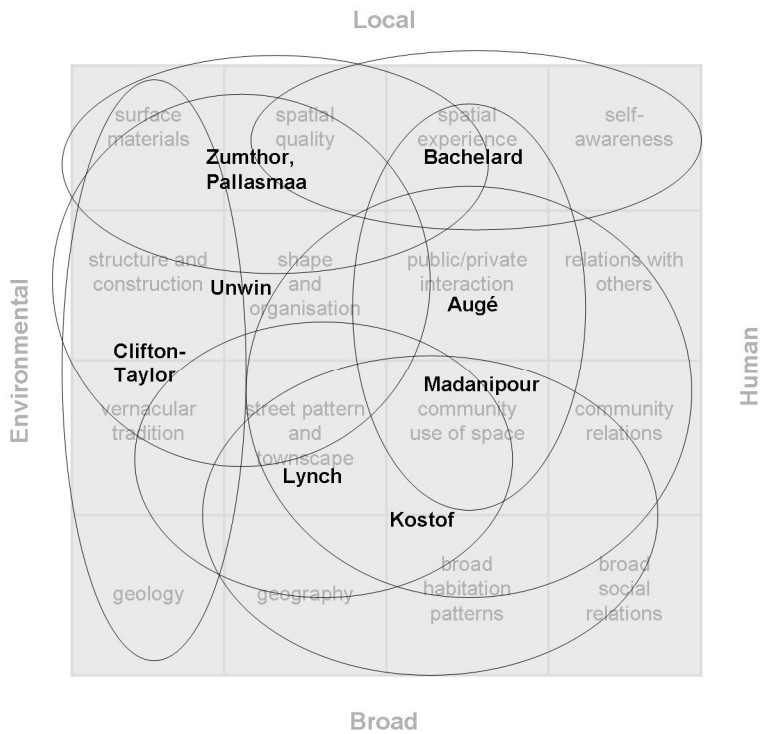 Local
surface
materials
spatial
quality
spatial
experience
self-
awareness
Zumthor,
Pallasmaa
Bachelard
structure and
construction
shape
and
organisation
public/private
interaction
relations with
others
Unwin
Augé
Environmental
Human
Clifton-
Taylor
Madanipour
vernacular
tradition
street pattern
and
townscape
community
use of space
community
relations
Lynch
Kostof
geology
geography
broad
habitation
patterns
broad
social
relations
Broad